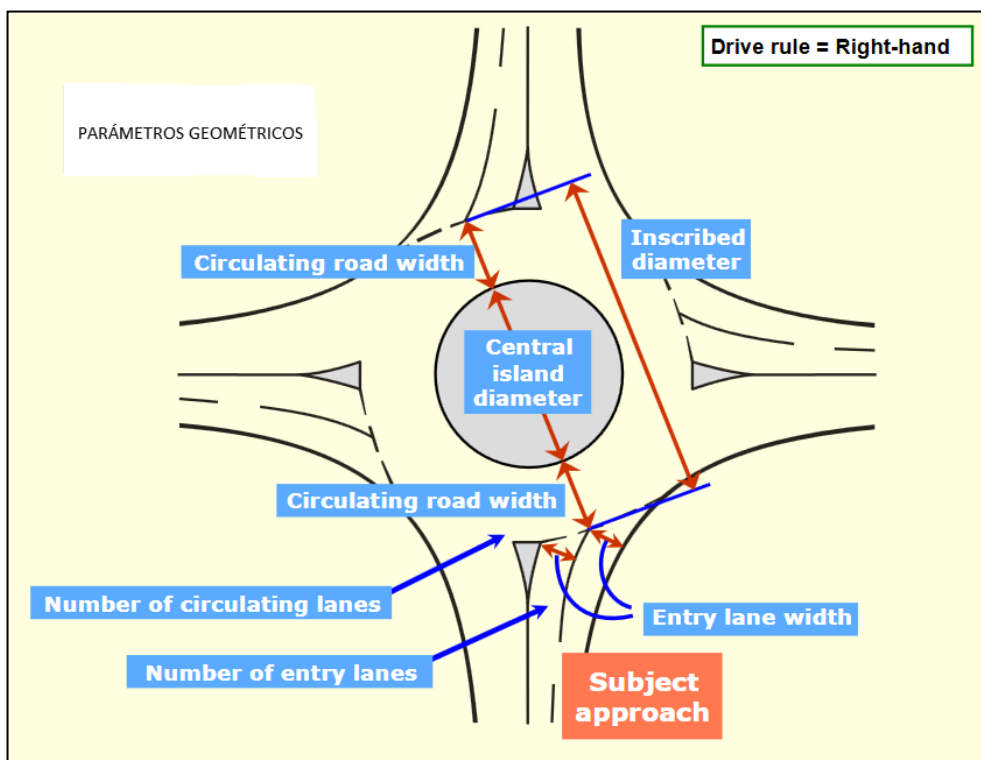 Drive rule = Right-hand
PARÁMETROS GEOMÉTRICOS
Circulating road width
Inscribed
diameter
Central
island
diameter
Circulating road width
Number of circulating lanes
Entry lane width
Number of entry lanes
Subject
approach